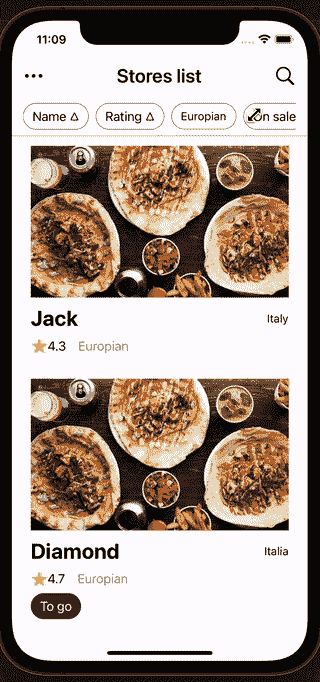 11:09
Stores list
Name Δ Rating Δ Europian On sale
Jack Italy
4.3 Europian
Diamond Italia
4.7 Europian
To go